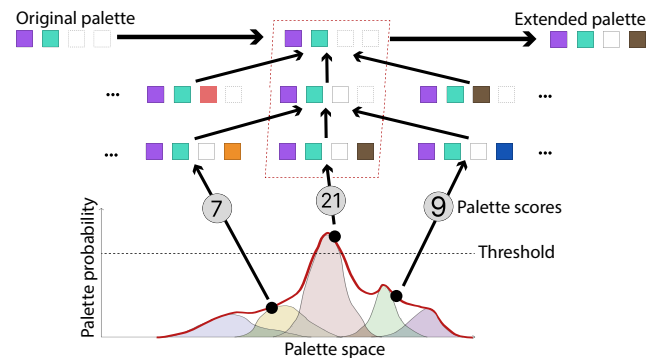 Original palette
Extended palette
...
...
...
...
7
21
9
Palette scores
Threshold
Palette probability
Palette space